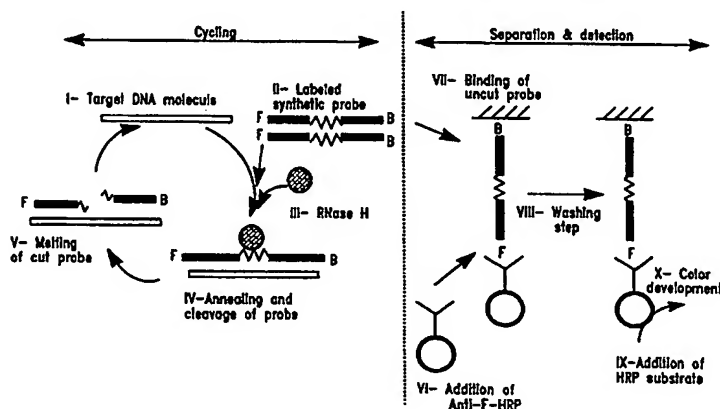 Cycling
Separation & detection
I- Target DNA molecule
II- Labeled
synthetic probe
F
B
F
B
III- RNase H
F
B
IV-Annealing and
cleavage of probe
F
B
V- Melting
of cut probe
VII- Binding of
uncut probe
B
F
VI- Addition of
Anti-F-HRP
VIII- Washing
step
B
F
X- Color
development
IX-Addition of
HRP substrate